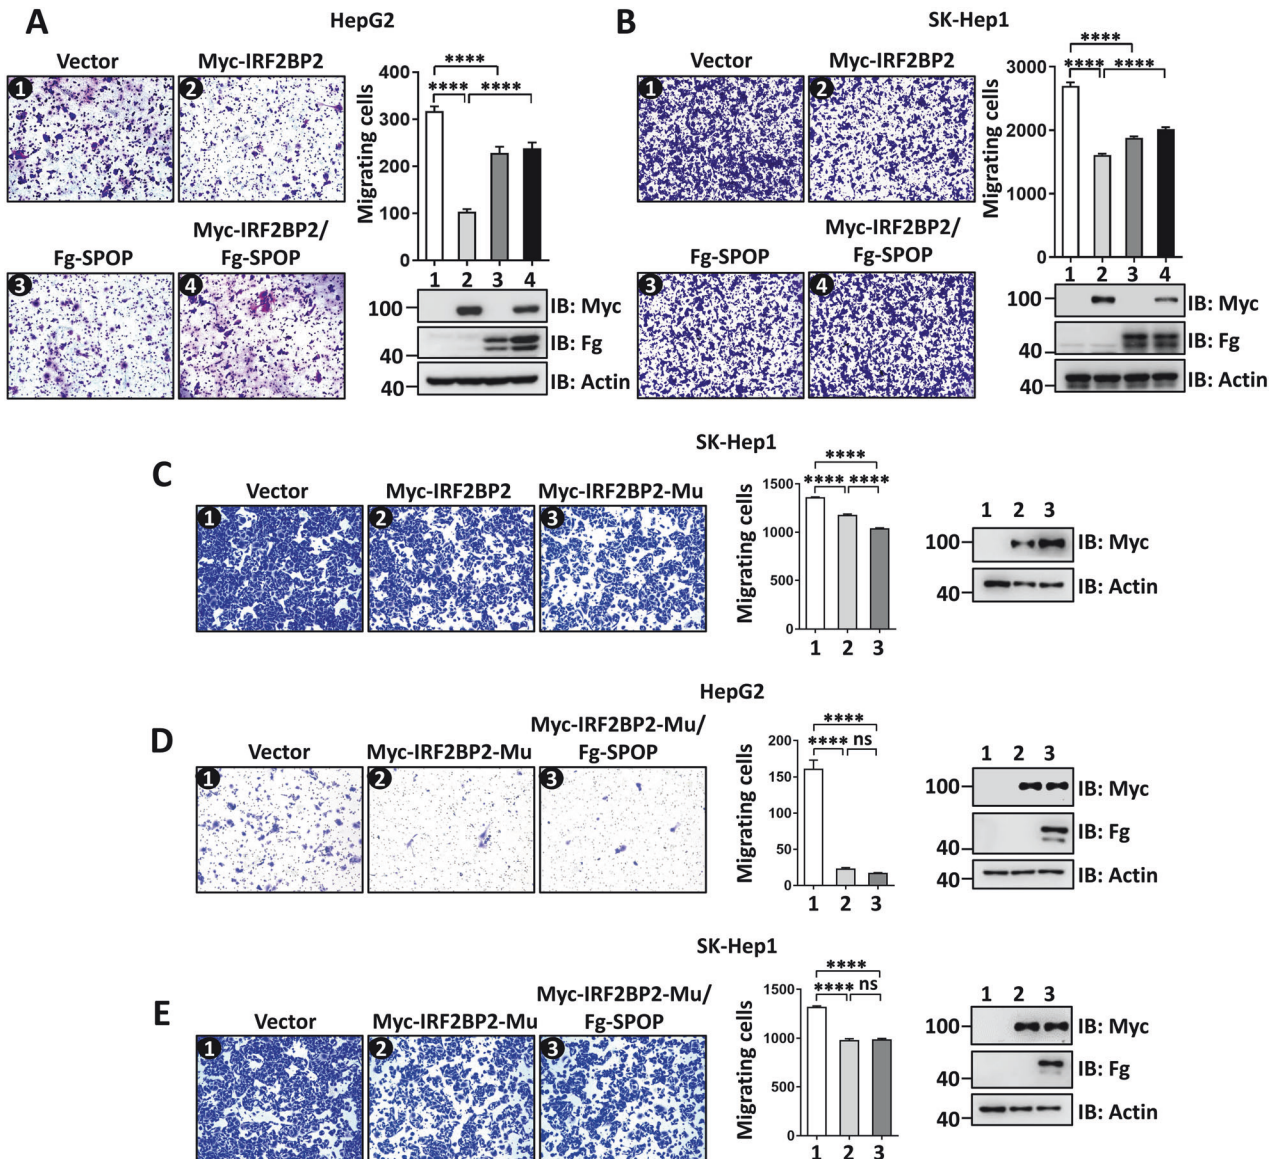 A
HepG2
Vector
Myc-IRF2BP2
1
2
Fg-SPOP
Myc-IRF2BP2/
Fg-SPOP
3
4
Migrating cells
400
300
200
100
0
****
**** ****
1 2 3 4
100
IB: Myc
40
IB: Fg
40
IB: Actin
B
SK-Hep1
Vector
Myc-IRF2BP2
1
2
Fg-SPOP
Myc-IRF2BP2/
Fg-SPOP
3
4
Migrating cells
3000
2000
1000
0
****
**** ****
1 2 3 4
100
IB: Myc
40
IB: Fg
40
IB: Actin
C
SK-Hep1
Vector
Myc-IRF2BP2
Myc-IRF2BP2-Mu
1
2
3
Migrating cells
1500
1000
500
0
****
**** ****
1 2 3
1 2 3
100
IB: Myc
40
IB: Actin
D
HepG2
Vector
Myc-IRF2BP2-Mu
Myc-IRF2BP2-Mu/
Fg-SPOP
1
2
3
Migrating cells
200
150
100
50
0
****
**** ns
1 2 3
1 2 3
100
IB: Myc
40
IB: Fg
40
IB: Actin
E
SK-Hep1
Vector
Myc-IRF2BP2-Mu
Myc-IRF2BP2-Mu/
Fg-SPOP
1
2
3
Migrating cells
1500
1000
500
0
****
**** ns
1 2 3
1 2 3
100
IB: Myc
40
IB: Fg
40
IB: Actin